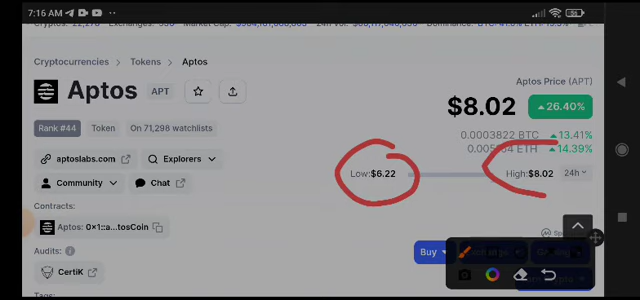 7:16 AM
Cryptocurrencies > Tokens > Aptos
Aptos APT
Aptos Price (APT)
$8.02 ▲26.40%
Rank #44 Token On 71,298 watchlists
0.0003822 BTC ▲13.41%
ETH ▲14.39%
aptoslabs.com Explorers
Low:$6.22 High:$8.02 24h
Community Chat
Contracts:
Aptos: 0x1::a...tosCoin
Audits:
Buy
CertiK
Tags: